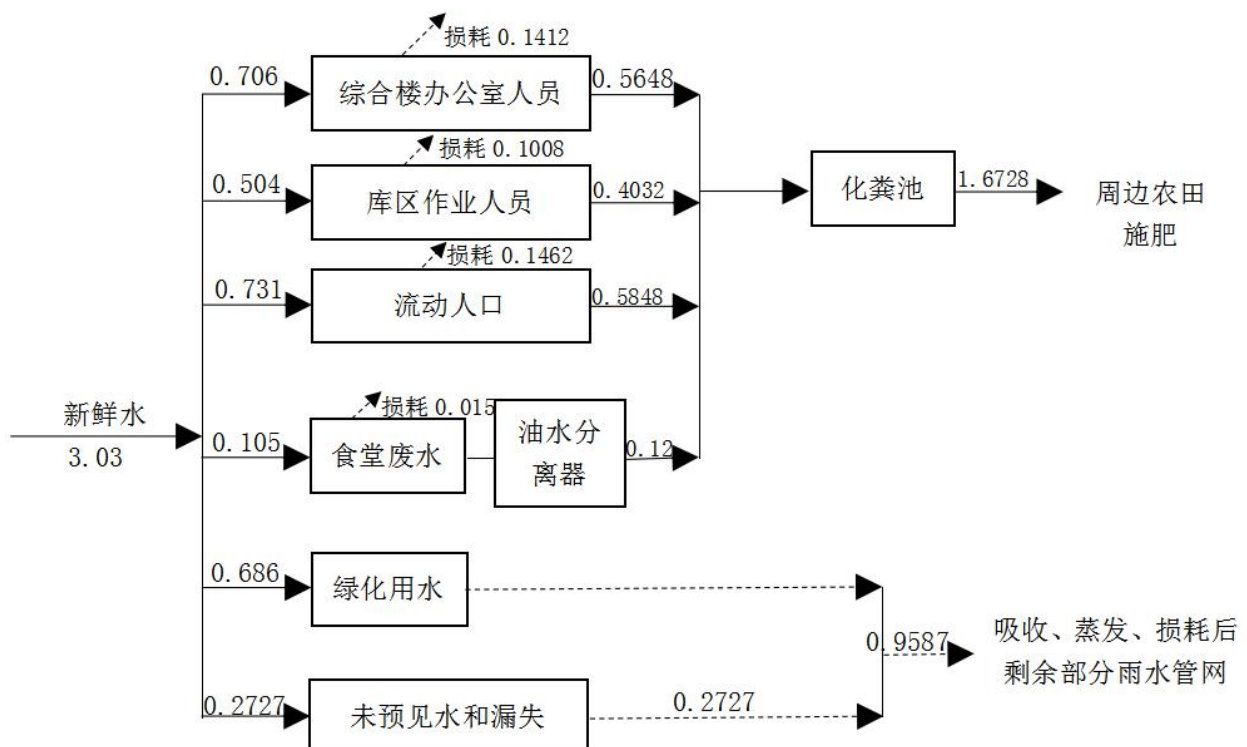 损耗 0.1412
0.706
综合楼办公室人员
0.5648
损耗 0.1008
0.504
库区作业人员
0.4032
化粪池
1.6728
周边农田
施肥
损耗 0.1462
0.731
流动人口
0.5848
新鲜水
3.03
损耗 0.015
0.105
食堂废水
油水分
离器
0.12
0.686
绿化用水
0.9587
吸收、蒸发、损耗后
剩余部分雨水管网
0.2727
未预见水和漏失
0.2727